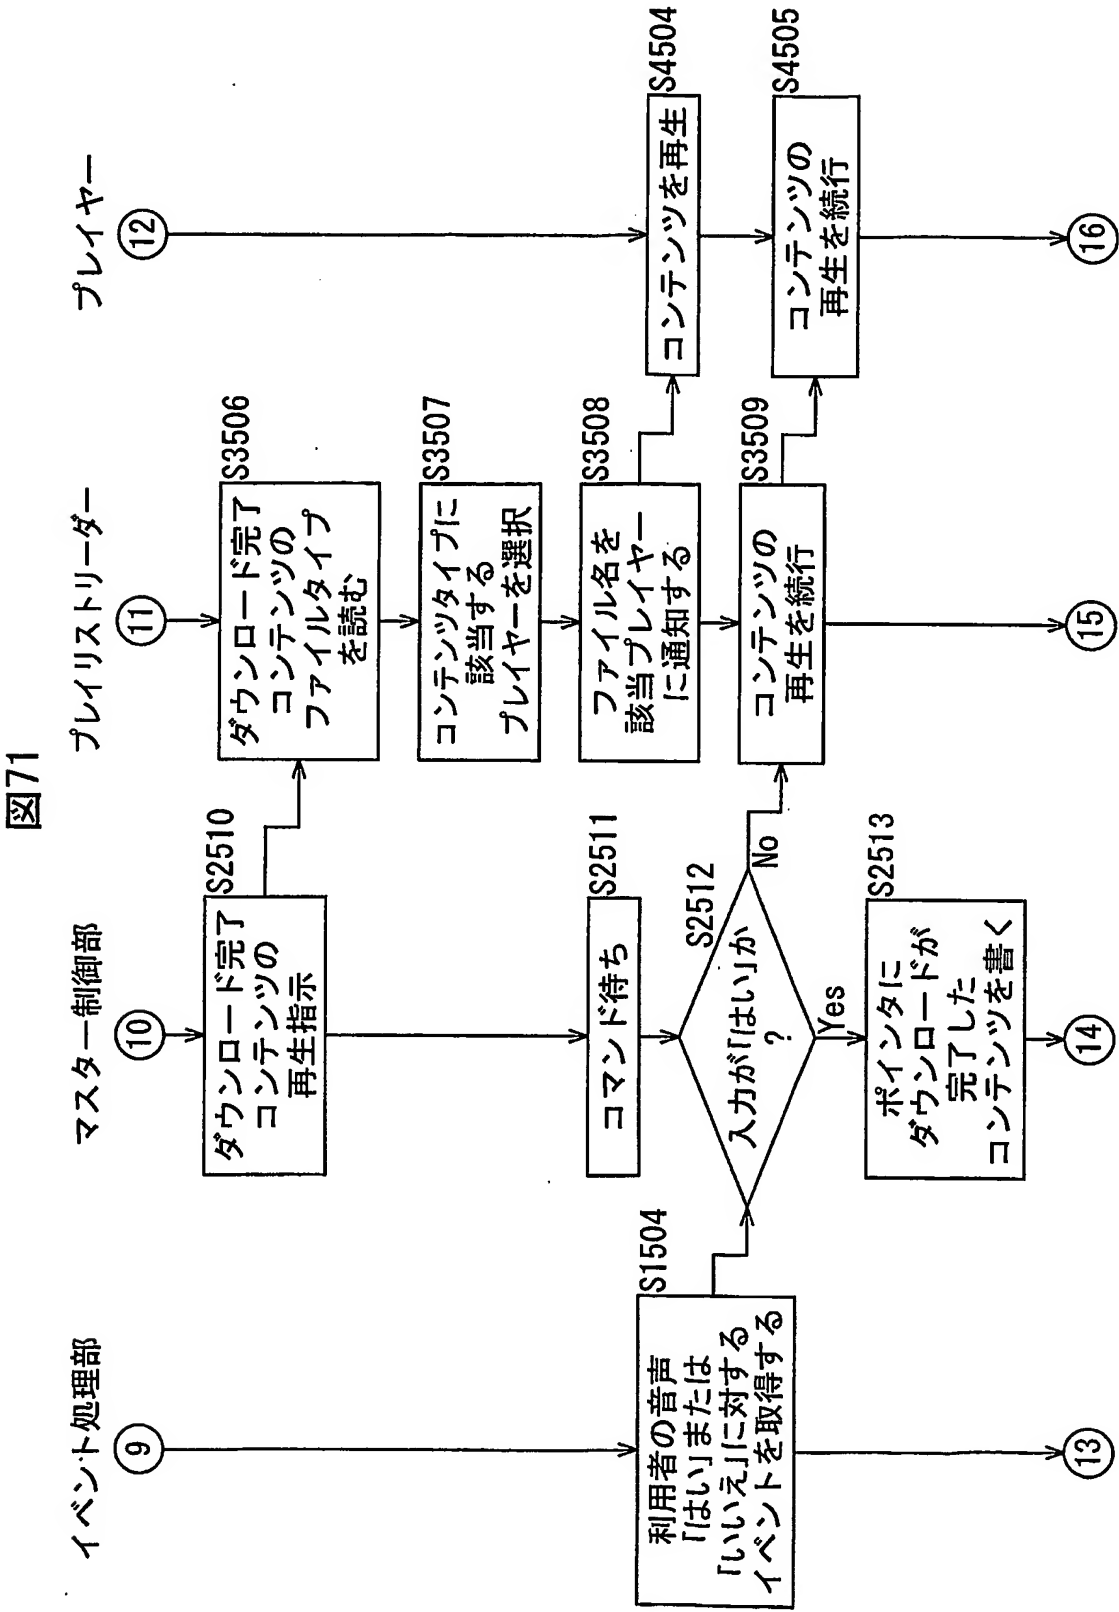 図71
イベント処理部
マスター制御部
プレイリストリーダー
プレイヤー
9
10
11
12
S2510
ダウンロード完了
コンテンツの
再生指示
S3506
ダウンロード完了
コンテンツの
ファイルタイプ
を読む
S3507
コンテンツタイプに
該当する
プレイヤーを選択
S2511
コマンド待ち
S3508
ファイル名を
該当プレイヤー
に通知する
S4504
コンテンツを再生
S1504
利用者の音声
「はい」または
「いいえ」に対する
イベントを取得する
S2512
入力が「はい」か
?
No
Yes
S3509
コンテンツの
再生を続行
S4505
コンテンツの
再生を続行
S2513
ポインタに
ダウンロードが
完了した
コンテンツを書く
13
14
15
16